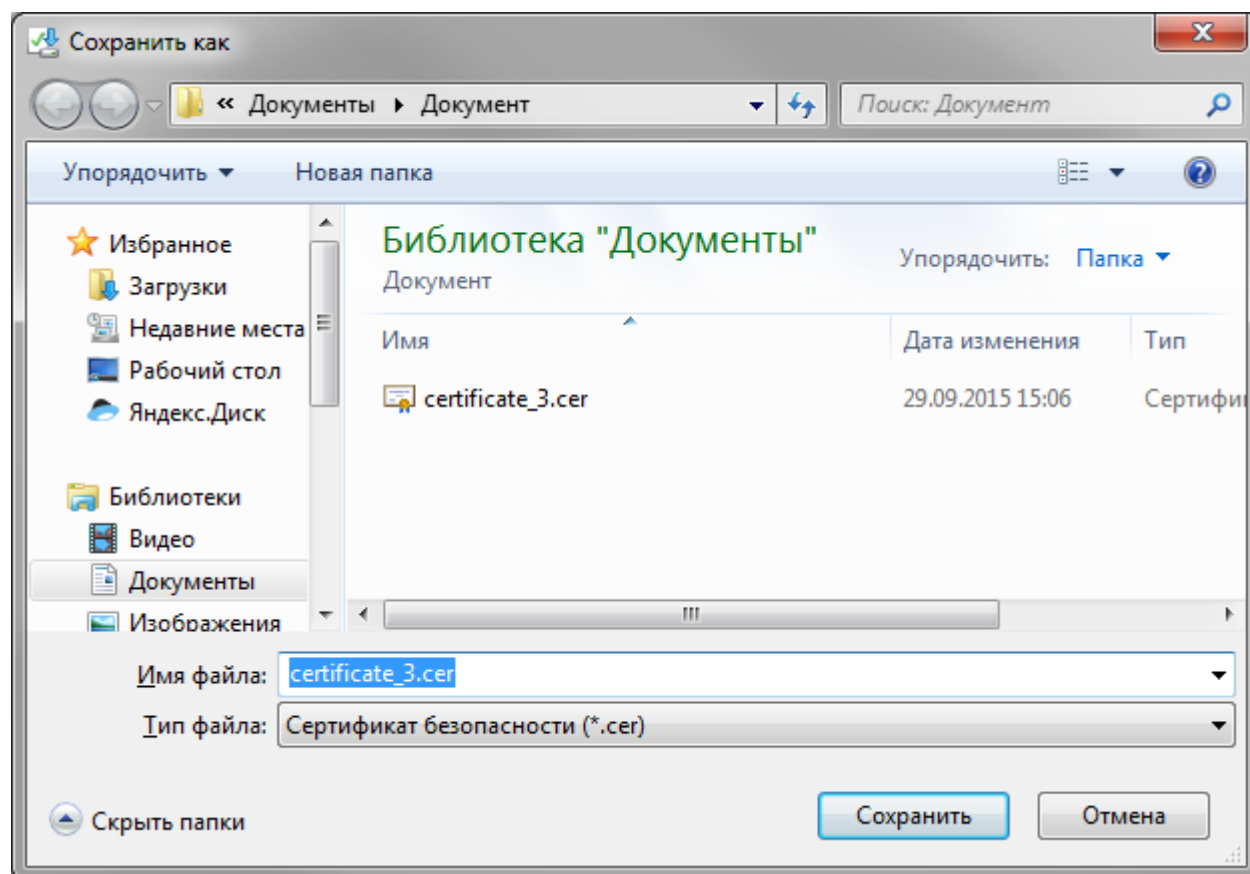 Сохранить как
« Документы Документ
Поиск: Документ
Упорядочить Новая папка
Избранное
Загрузки
Недавние места
Рабочий стол
Яндекс.Диск
Библиотеки
Видео
Документы
Изображения
Библиотека "Документы"
Документ
Упорядочить: Папка
Имя Дата изменения Тип
certificate_3.cer 29.09.2015 15:06 Сертифи
Имя файла: certificate_3.cer
Тип файла: Сертификат безопасности (*.cer)
Скрыть папки
Сохранить Отмена